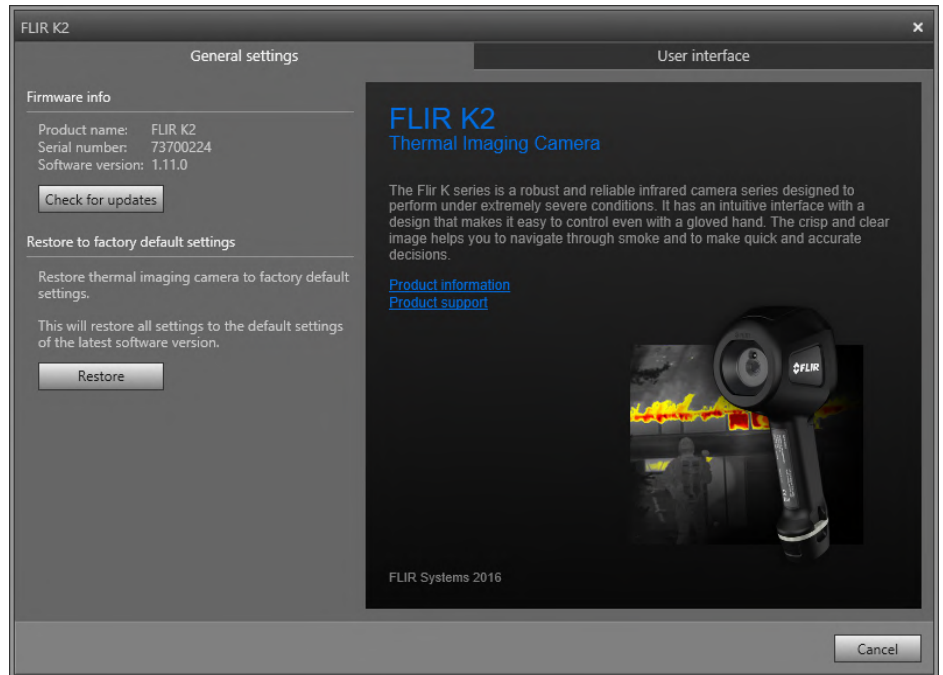 FLIR K2
General settings
User interface
Firmware info
Product name: FLIR K2
Serial number: 73700224
Software version: 1.11.0
Check for updates
Restore to factory default settings
Restore thermal imaging camera to factory default
settings.
This will restore all settings to the default settings
of the latest software version.
Restore
FLIR K2
Thermal Imaging Camera
The Flir K series is a robust and reliable infrared camera series designed to
perform under extremely severe conditions. It has an intuitive interface with a
design that makes it easy to control even with a gloved hand. The crisp and clear
image helps you to navigate through smoke and to make quick and accurate
decisions.
Product information
Product support
FLIR
FLIR Systems 2016
Cancel